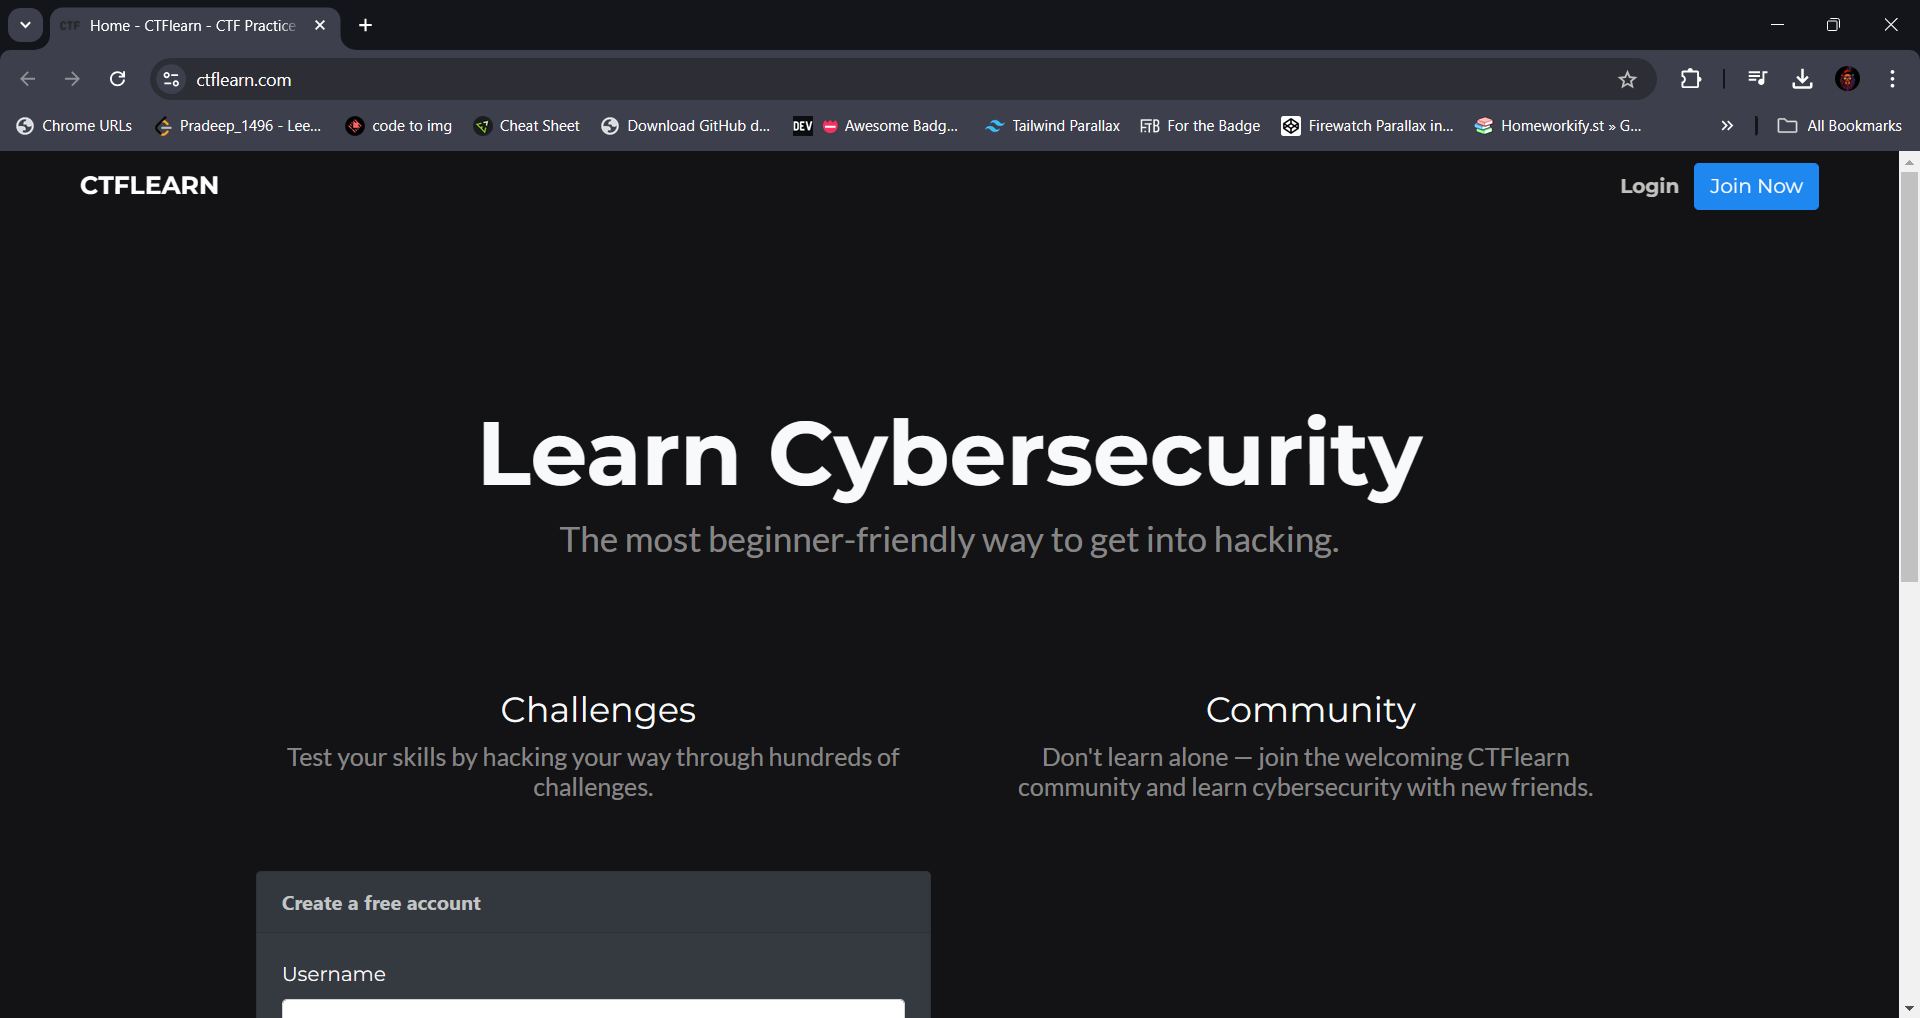 CTF Home - CTFlearn - CTF Practice
ctflearn.com
Chrome URLs Pradeep_1496 - Lee... code to img Cheat Sheet Download GitHub d... DEV Awesome Badg... Tailwind Parallax FTB For the Badge Firewatch Parallax in... Homeworkify.st » G... » All Bookmarks
CTFLEARN Login Join Now
Learn Cybersecurity
The most beginner-friendly way to get into hacking.
Challenges
Test your skills by hacking your way through hundreds of
challenges.
Community
Don't learn alone — join the welcoming CTFlearn
community and learn cybersecurity with new friends.
Create a free account
Username